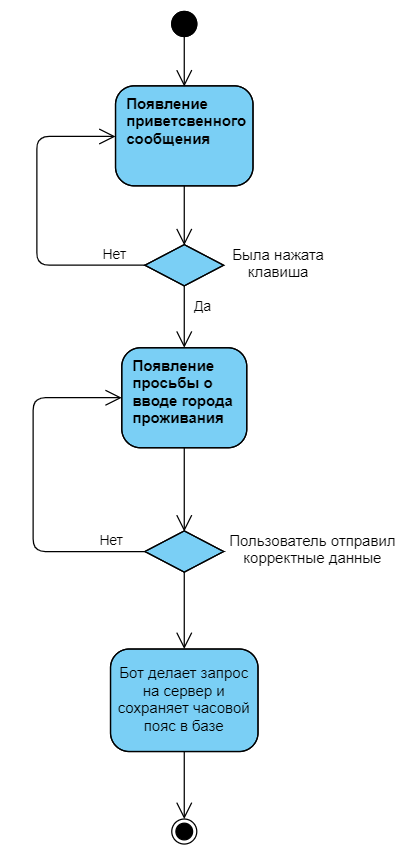 Появление
приветсвенного
сообщения
Нет
Была нажата
клавиша
Да
Появление
просьбы о
вводе города
проживания
Нет
Пользователь отправил
корректные данные
Бот делает запрос
на сервер и
сохраняет часовой
пояс в базе